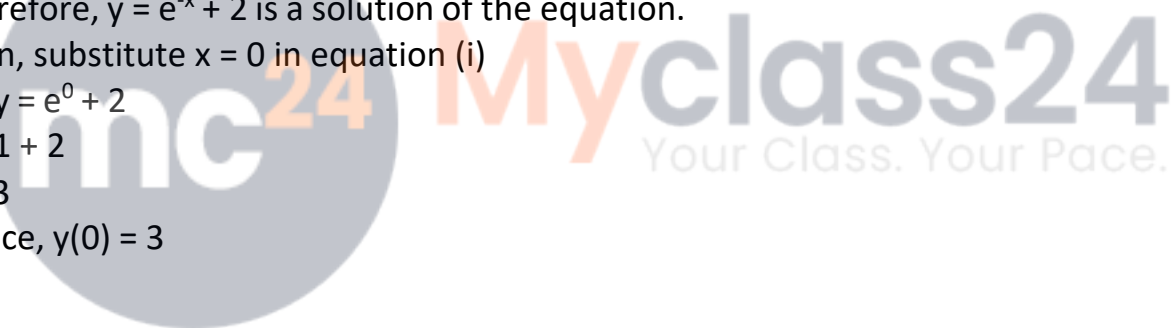 refore, y = e⁻ˣ + 2 is a solution of the equation.
n, substitute x = 0 in equation (i)
y = e⁰ + 2
1 + 2
3
ce, y(0) = 3
mc24
Myclass24
Your Class. Your Pace.